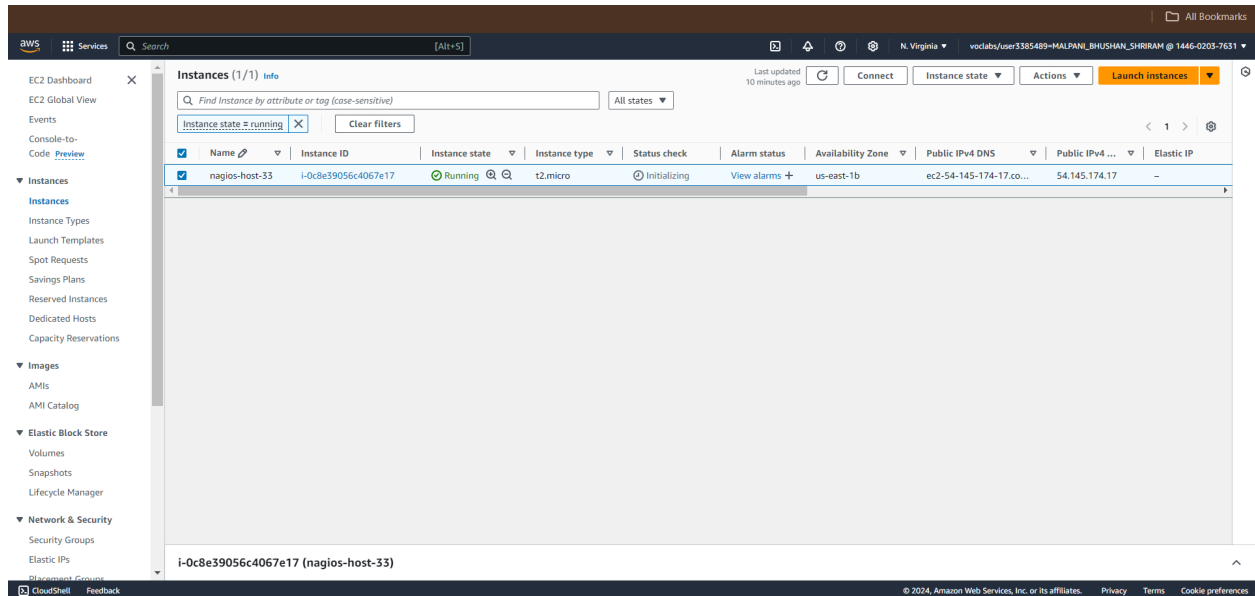 All Bookmarks
aws
Services
Search
[Alt+S]
N. Virginia
voclabs/user3385489=MALPANI_BHUSHAN_SHRIRAM @ 1446-0203-7631
EC2 Dashboard
EC2 Global View
Events
Console-to-
Code Preview
Instances
Instances
Instance Types
Launch Templates
Spot Requests
Savings Plans
Reserved Instances
Dedicated Hosts
Capacity Reservations
Images
AMIs
AMI Catalog
Elastic Block Store
Volumes
Snapshots
Lifecycle Manager
Network & Security
Security Groups
Elastic IPs
Placement Groups
Instances (1/1) Info
Last updated
10 minutes ago
Connect
Instance state
Actions
Launch instances
Find Instance by attribute or tag (case-sensitive)
All states
Instance state = running
Clear filters
1
Name Instance ID Instance state Instance type Status check Alarm status Availability Zone Public IPv4 DNS Public IPv4 ... Elastic IP
nagios-host-33 i-0c8e39056c4067e17 Running t2.micro Initializing View alarms + us-east-1b ec2-54-145-174-17.co... 54.145.174.17 –
i-0c8e39056c4067e17 (nagios-host-33)
CloudShell Feedback
© 2024, Amazon Web Services, Inc. or its affiliates. Privacy Terms Cookie preferences